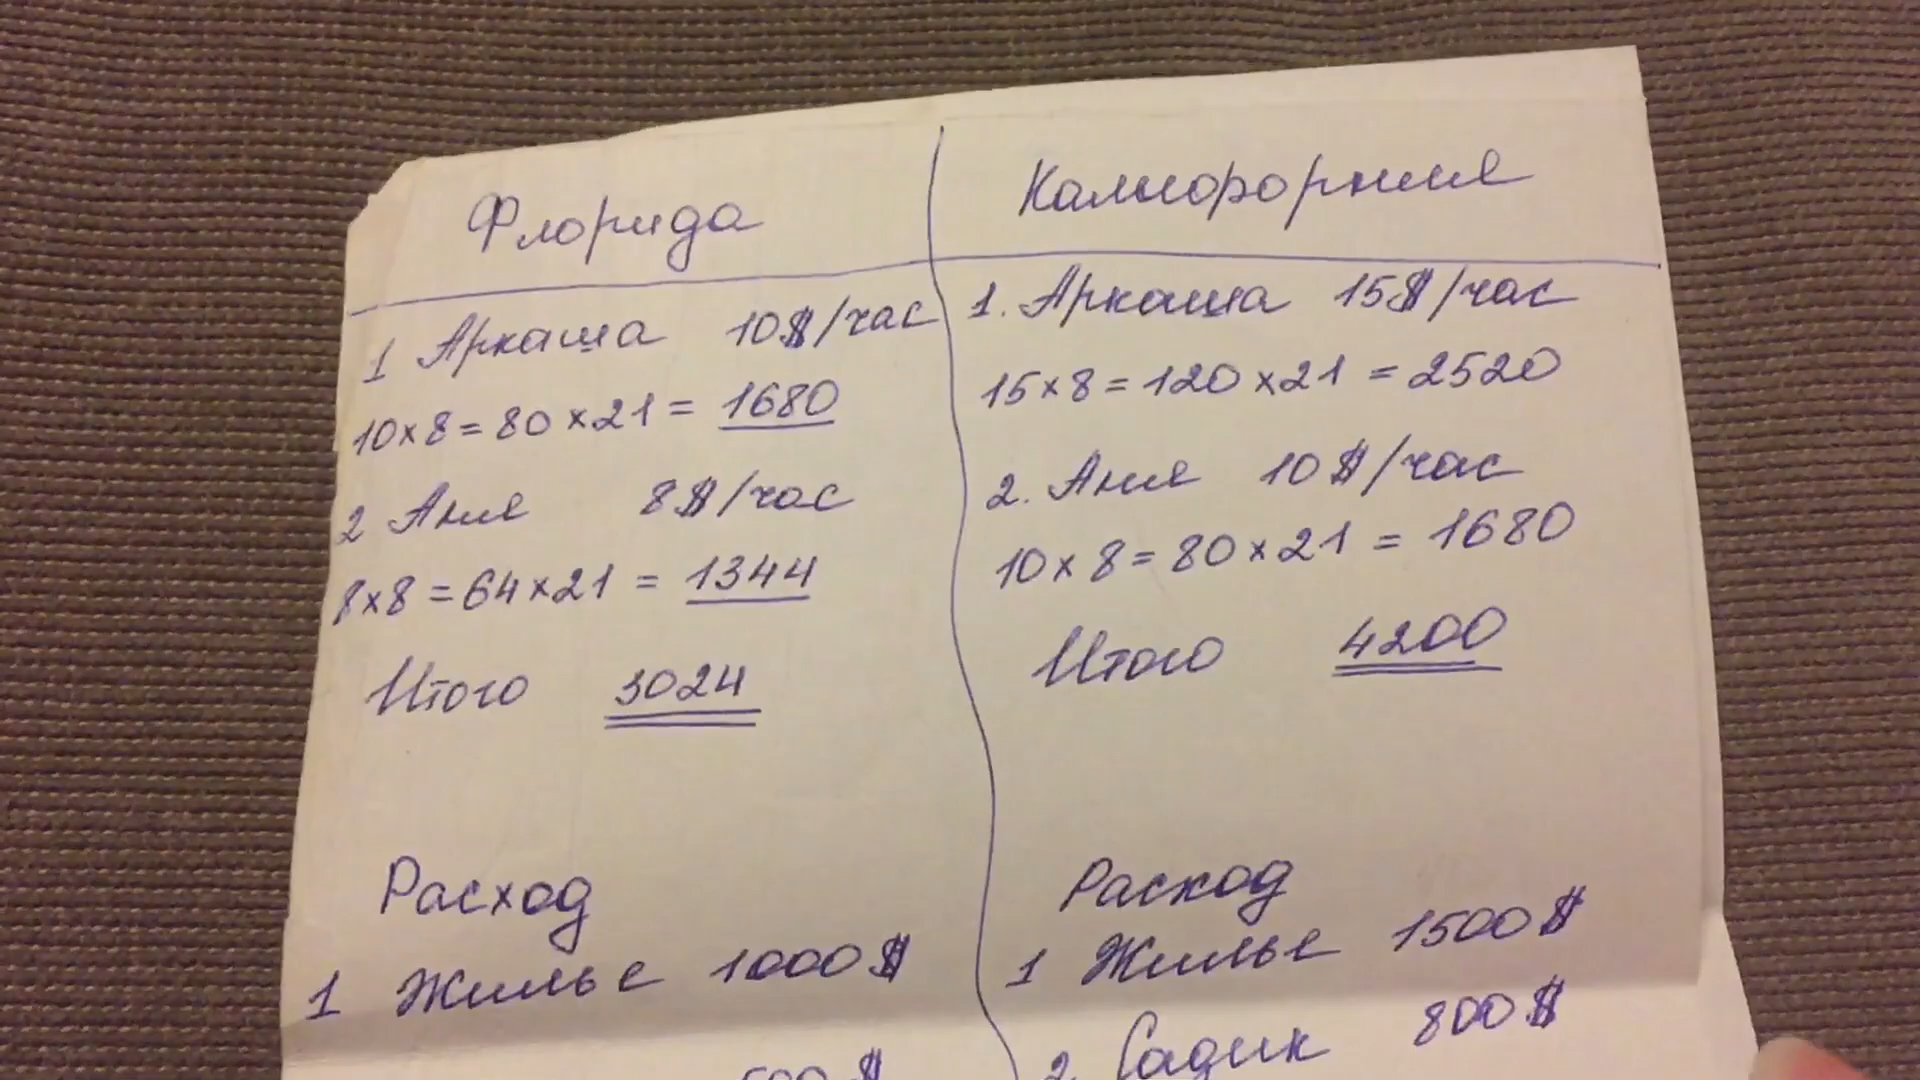 Флорида
1 Аркаша 10$/час
10×8=80×21= 1680
2 Аня 8$/час
8×8=64×21= 1344
Итого 3024
Расход
1 Жилье 1000$
Калифорния
1. Аркаша 15$/час
15×8=120×21=2520
2. Аня 10$/час
10×8=80×21=1680
Итого 4200
Расход
1 Жилье 1500$
2 Садик 800$